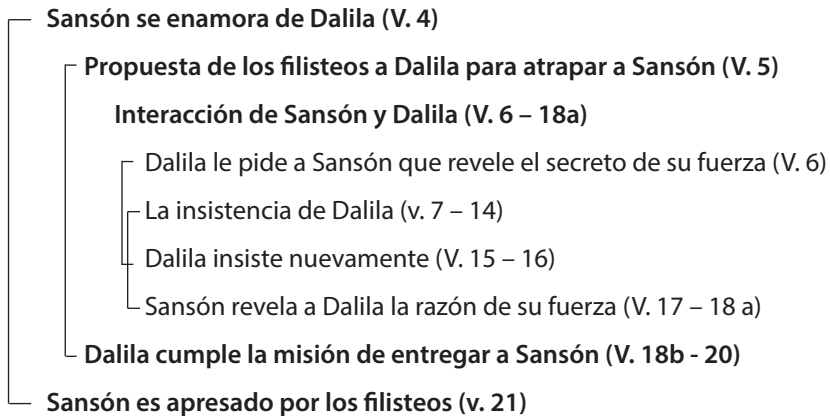 Sansón se enamora de Dalila (V. 4)
Propuesta de los filisteos a Dalila para atrapar a Sansón (V. 5)
Interacción de Sansón y Dalila (V. 6 – 18a)
Dalila le pide a Sansón que revele el secreto de su fuerza (V. 6)
La insistencia de Dalila (v. 7 – 14)
Dalila insiste nuevamente (V. 15 – 16)
Sansón revela a Dalila la razón de su fuerza (V. 17 – 18 a)
Dalila cumple la misión de entregar a Sansón (V. 18b - 20)
Sansón es apresado por los filisteos (v. 21)